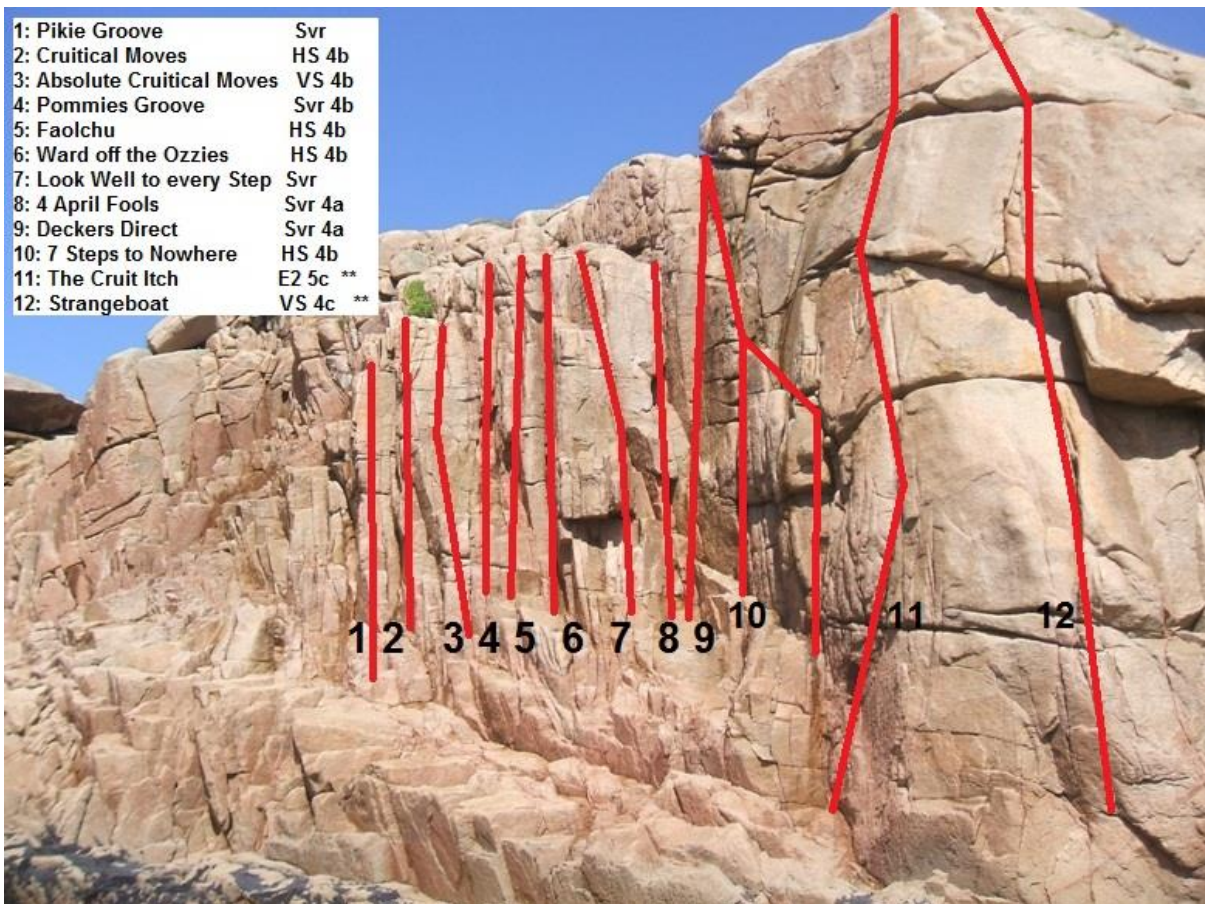 1: Pikie Groove Svr
2: Cruitical Moves HS 4b
3: Absolute Cruitical Moves VS 4b
4: Pommies Groove Svr 4b
5: Faolchu HS 4b
6: Ward off the Ozzies HS 4b
7: Look Well to every Step Svr
8: 4 April Fools Svr 4a
9: Deckers Direct Svr 4a
10: 7 Steps to Nowhere HS 4b
11: The Cruit Itch E2 5c **
12: Strangeboat VS 4c **
1 2 3 4 5 6 7 8 9 10 11 12